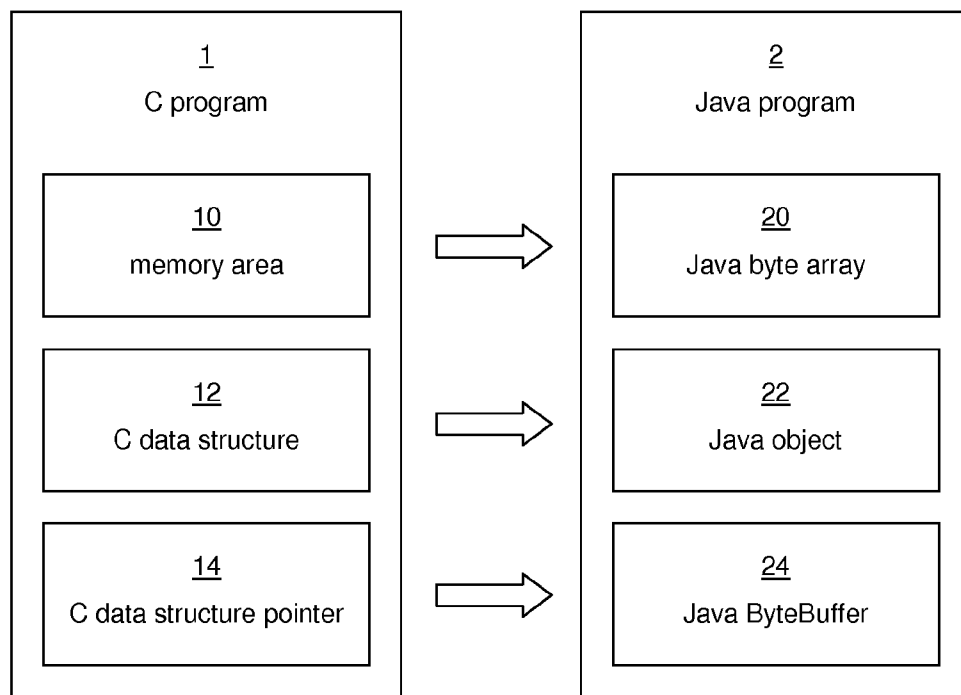 1
C program
10
memory area
12
C data structure
14
C data structure pointer
2
Java program
20
Java byte array
22
Java object
24
Java ByteBuffer